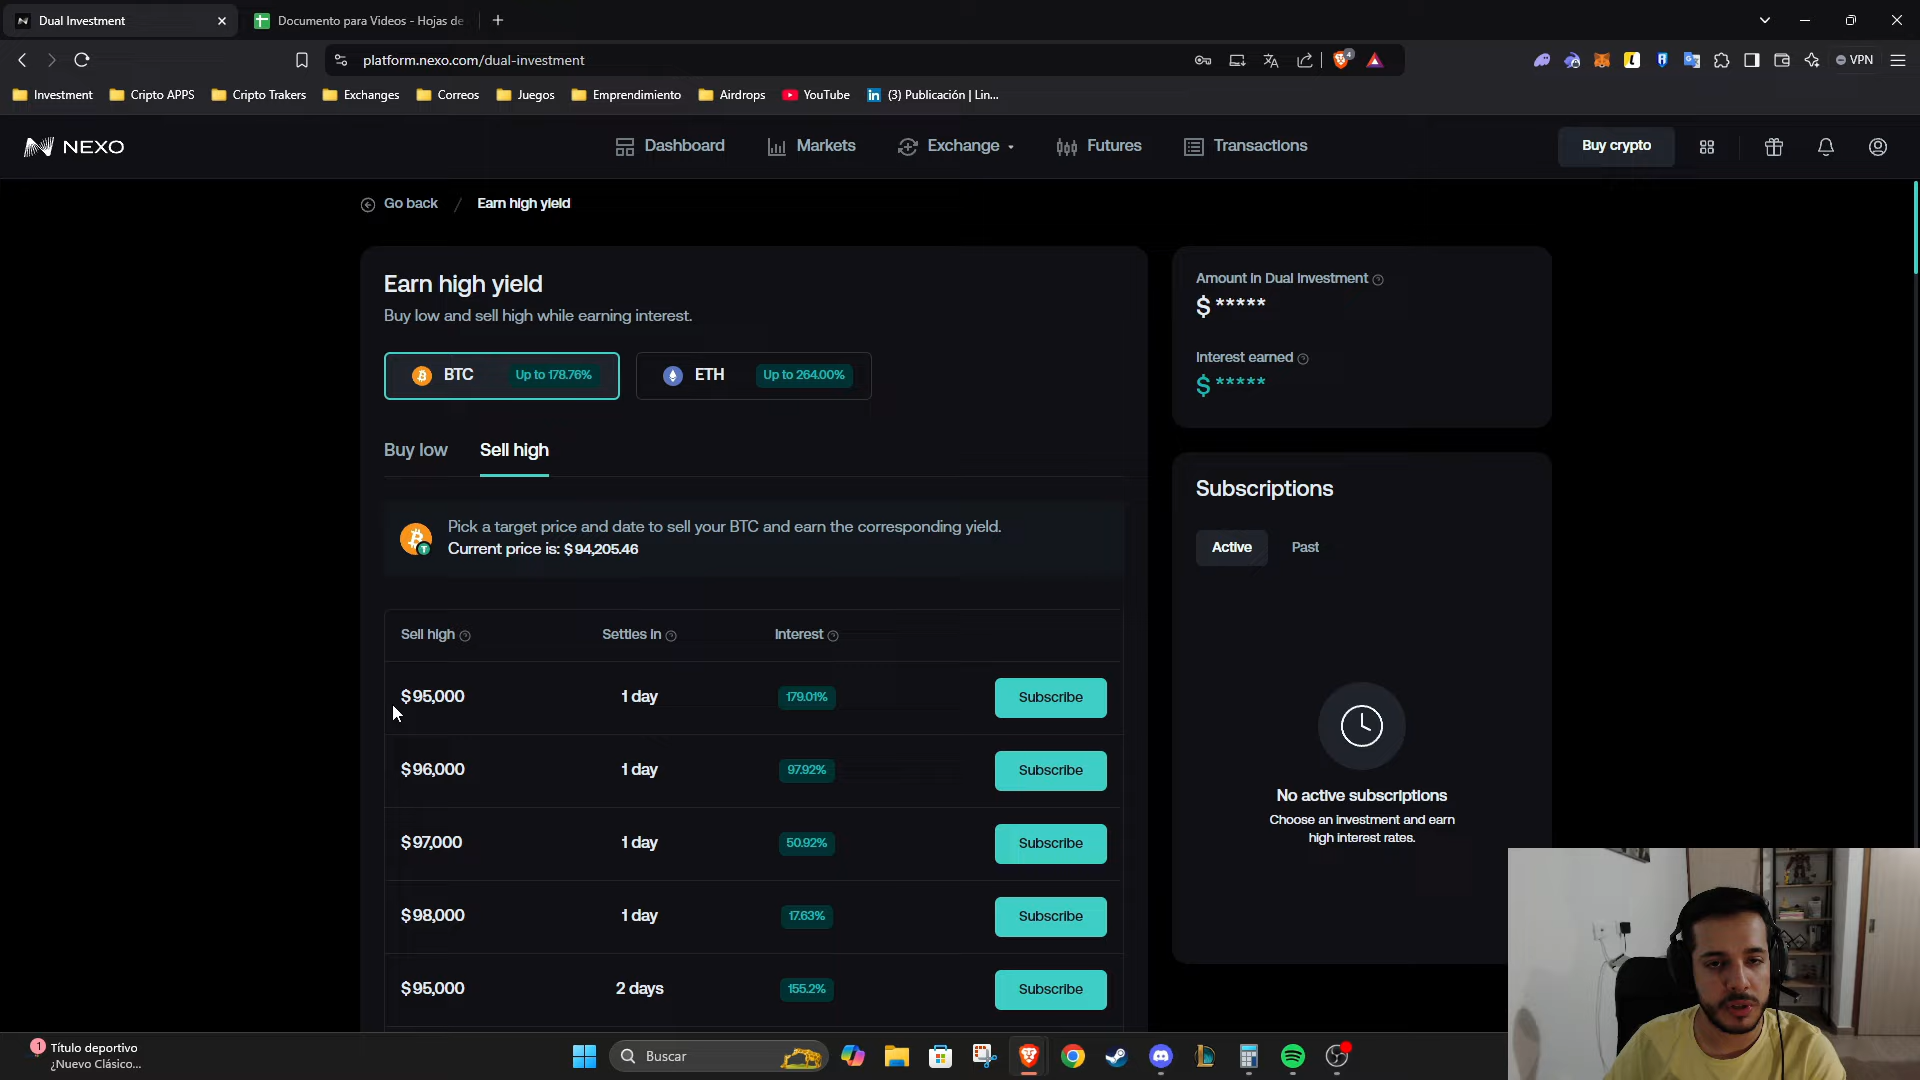 Dual Investment
Documento para Videos - Hojas de
platform.nexo.com/dual-investment
4
VPN
Investment
Cripto APPS
Cripto Trakers
Exchanges
Correos
Juegos
Emprendimiento
Airdrops
YouTube
(3) Publicación | Lin...
NEXO
Dashboard
Markets
Exchange
Futures
Transactions
Buy crypto
Go back / Earn high yield
Earn high yield
Buy low and sell high while earning interest.
BTC Up to 178.76%
ETH Up to 264.00%
Buy low
Sell high
Pick a target price and date to sell your BTC and earn the corresponding yield.
Current price is: $94,205.46
Sell high Settles in Interest
$95,000 1 day 179.01% Subscribe
$96,000 1 day 97.92% Subscribe
$97,000 1 day 50.92% Subscribe
$98,000 1 day 17.63% Subscribe
$95,000 2 days 155.2% Subscribe
Amount in Dual Investment
$ *****
Interest earned
$ *****
Subscriptions
Active Past
No active subscriptions
Choose an investment and earn
high interest rates.
1
Título deportivo
¿Nuevo Clásico...
Buscar